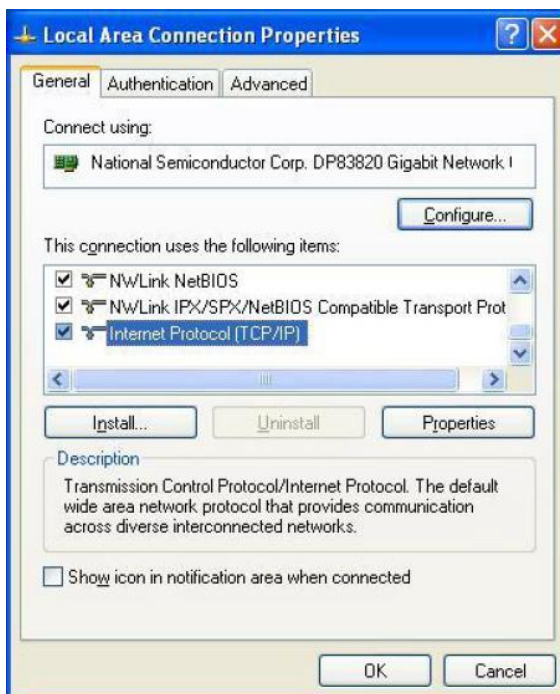 Local Area Connection Properties
General Authentication Advanced
Connect using:
National Semiconductor Corp. DP83820 Gigabit Network
Configure...
This connection uses the following items:
NWLink NetBIOS
NWLink IPX/SPX/NetBIOS Compatible Transport Prot
Internet Protocol (TCP/IP)
Install... Uninstall Properties
Description
Transmission Control Protocol/Internet Protocol. The default
wide area network protocol that provides communication
across diverse interconnected networks.
Show icon in notification area when connected
OK Cancel